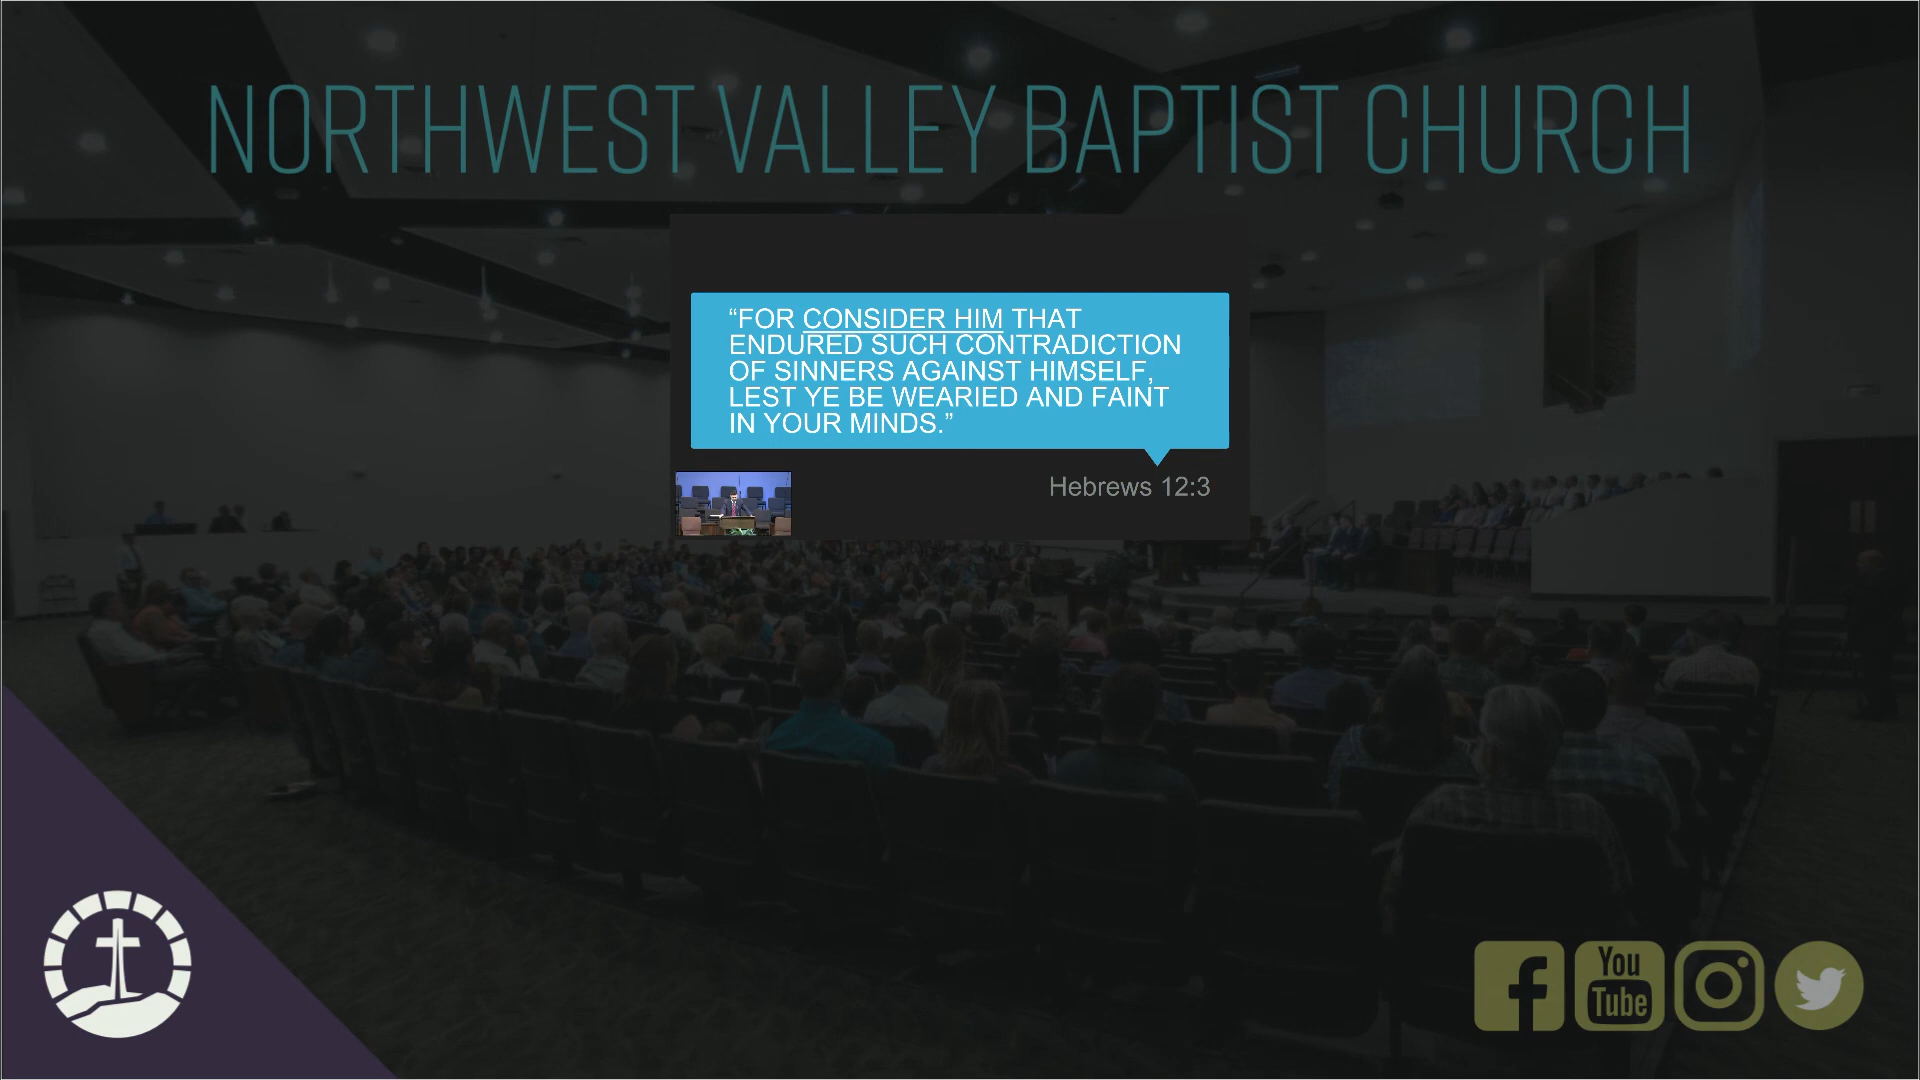 NORTHWEST VALLEY BAPTIST CHURCH
“FOR CONSIDER HIM THAT
ENDURED SUCH CONTRADICTION
OF SINNERS AGAINST HIMSELF,
LEST YE BE WEARIED AND FAINT
IN YOUR MINDS.”
Hebrews 12:3
You
Tube